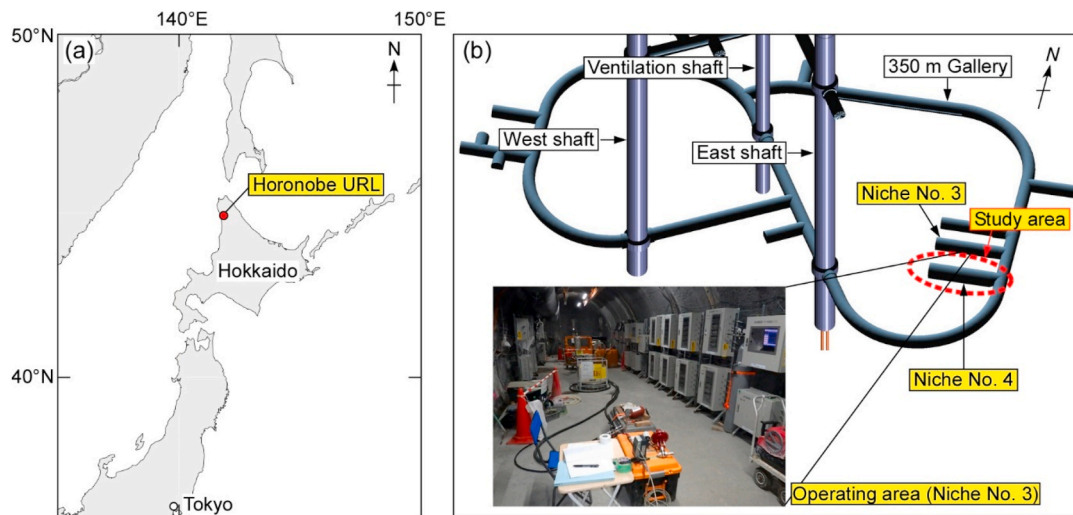 140°E
150°E
50°N
(a)
N
Horonobe URL
Hokkaido
40°N
Tokyo
(b)
Ventilation shaft
350 m Gallery
N
West shaft
East shaft
Niche No. 3
Study area
Niche No. 4
Operating area (Niche No. 3)